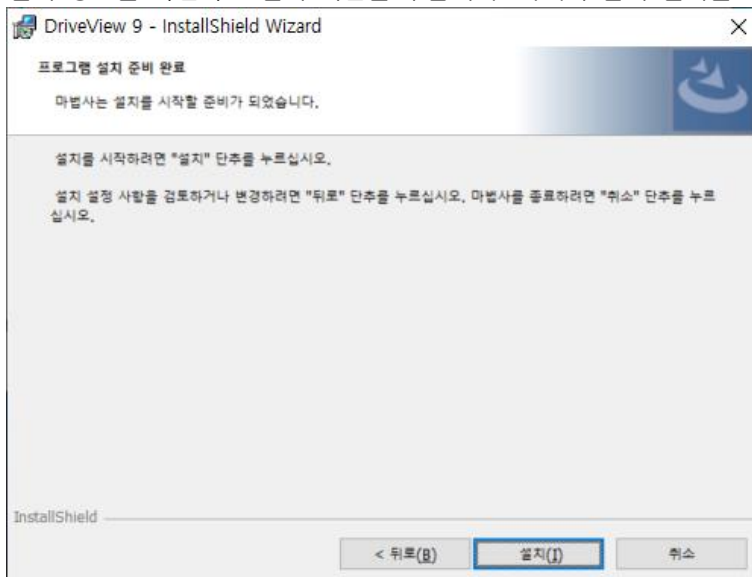 DriveView 9 - InstallShield Wizard
프로그램 설치 준비 완료
마법사는 설치를 시작할 준비가 되었습니다.
설치를 시작하려면 "설치" 단추를 누르십시오.
설치 설정 사항을 검토하거나 변경하려면 "뒤로" 단추를 누르십시오. 마법사를 종료하려면 "취소" 단추를 누르
십시오.
InstallShield
< 뒤로(B)
설치(I)
취소